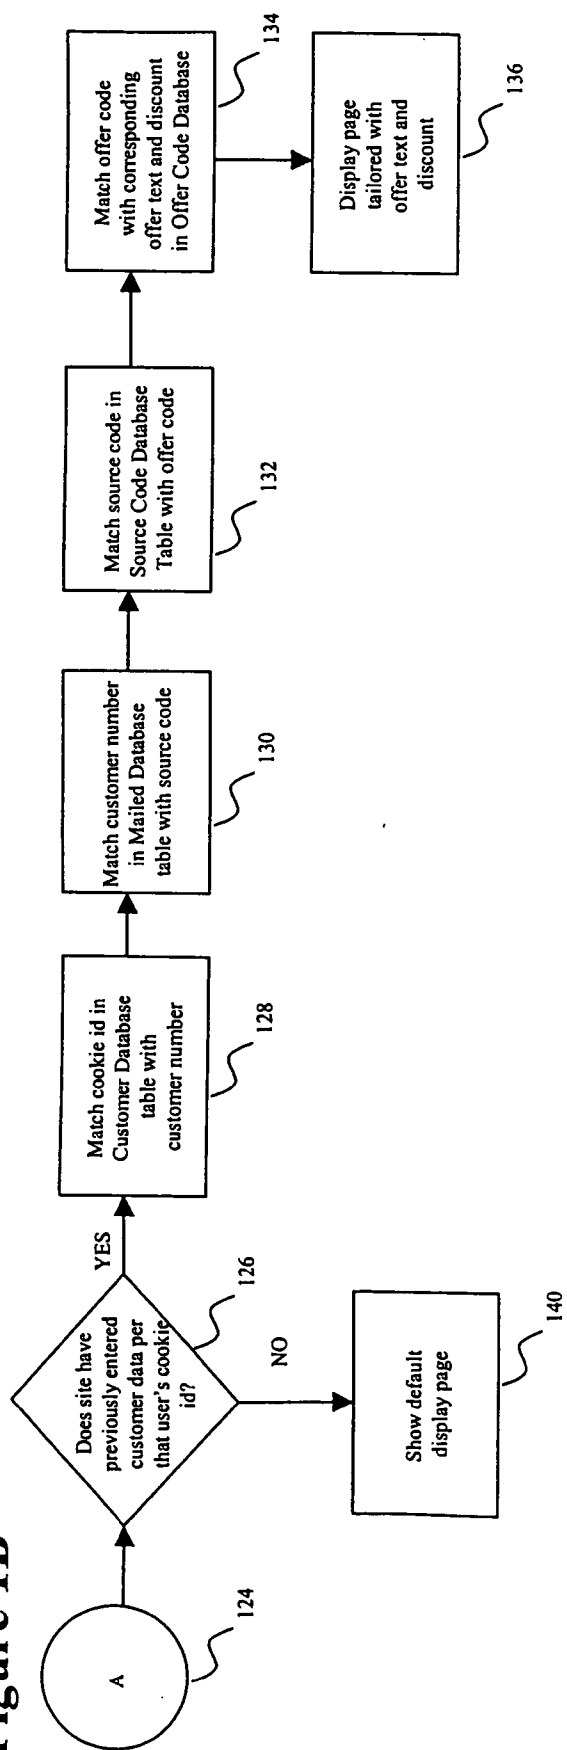 A
124
Does site have
previously entered
customer data per
that user's cookie
id?
126
YES
NO
Match cookie id in
Customer Database
table with
customer number
128
Match customer number
in Mailed Database
table with source code
130
Match source code in
Source Code Database
Table with offer code
132
Match offer code
with corresponding
offer text and discount
in Offer Code Database
134
Display page
tailored with
offer text and
discount
136
Show default
display page
140